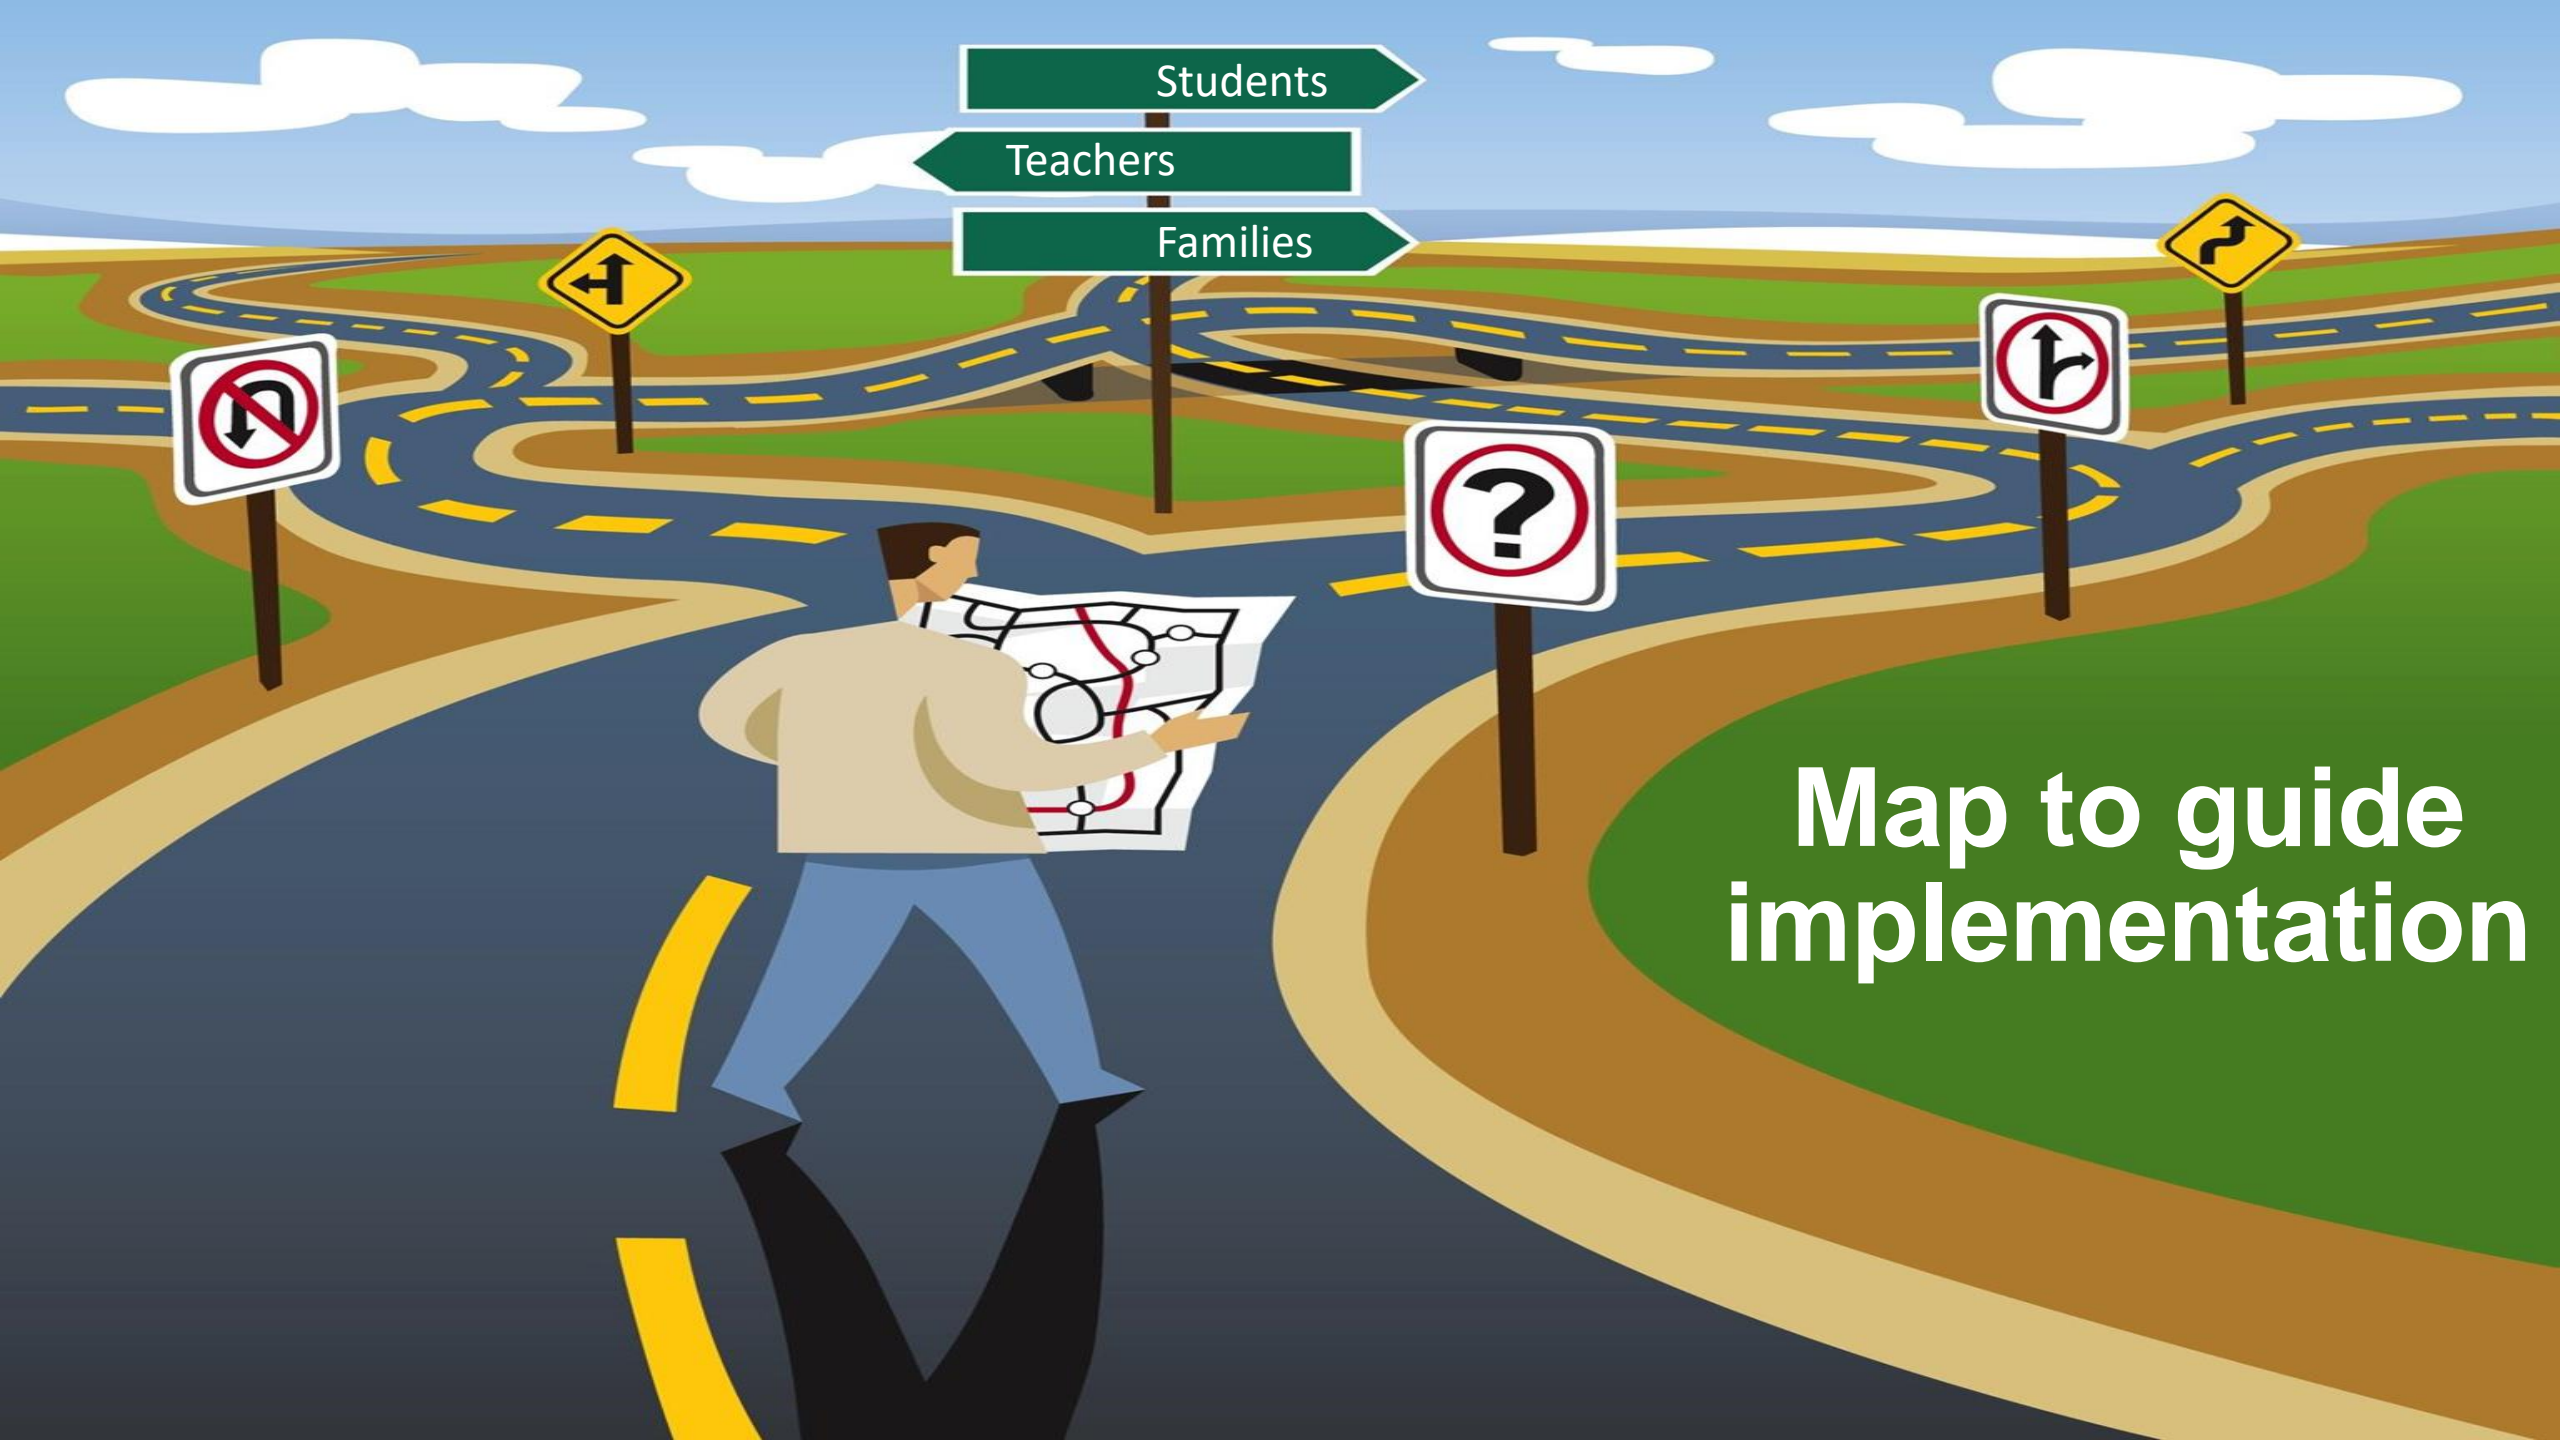 Students
Teachers
Families
?
Map to guide
implementation